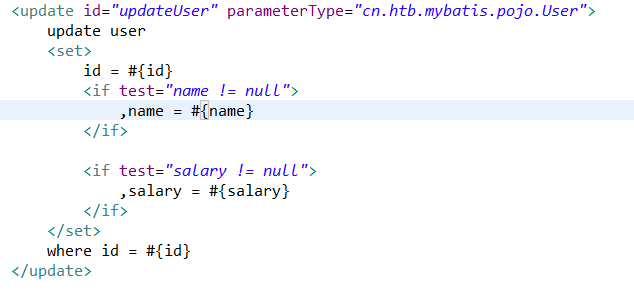 <update id="updateUser" parameterType="cn.htb.mybatis.pojo.User">
    update user
    <set>
        id = #{id}
        <if test="name != null">
            ,name = #{name}
        </if>

        <if test="salary != null">
            ,salary = #{salary}
        </if>
    </set>
    where id = #{id}
</update>